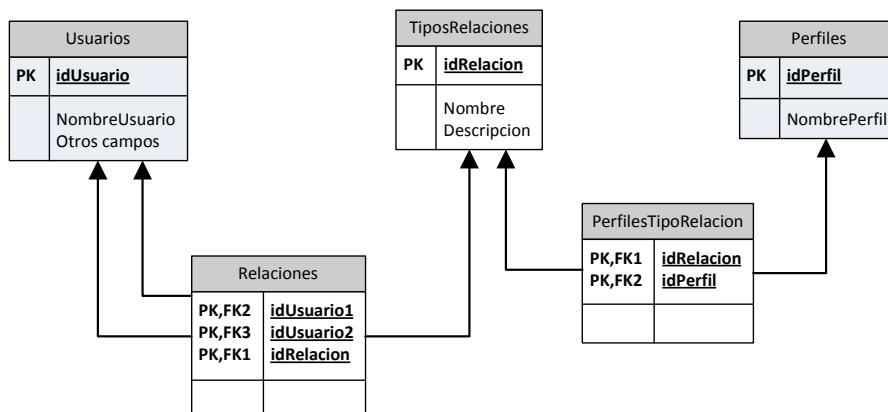 Usuarios
PK idUsuario
NombreUsuario
Otros campos
TiposRelaciones
PK idRelacion
Nombre
Descripcion
Perfiles
PK idPerfil
NombrePerfil
PerfilesTipoRelacion
PK,FK1 idRelacion
PK,FK2 idPerfil
Relaciones
PK,FK2 idUsuario1
PK,FK3 idUsuario2
PK,FK1 idRelacion